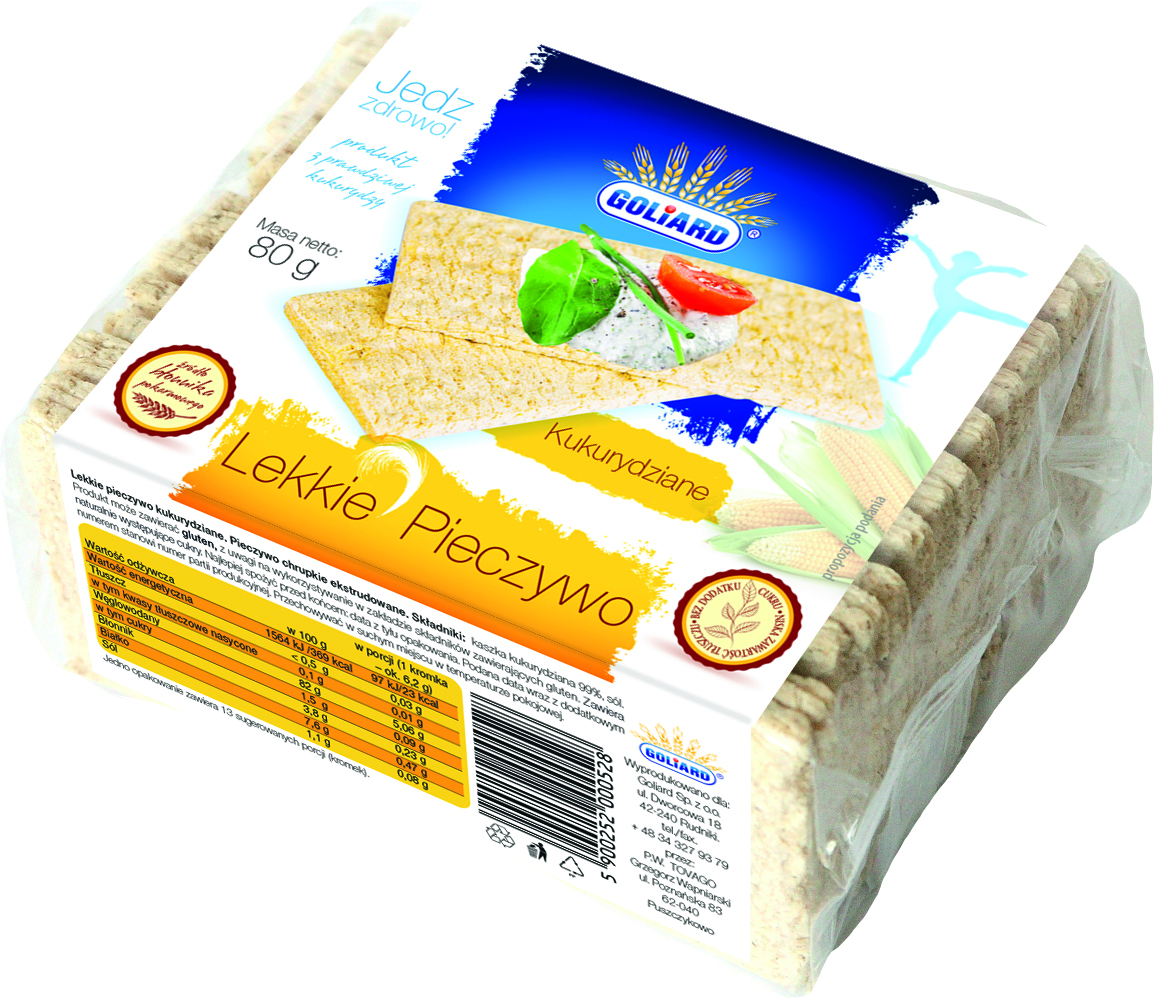 Jedz
zdrowo!
produkt
z prawdziwej
kukurydzy
GOLIARD®
Masa netto:
80 g
źródło
błonnika
pokarmowego
Kukurydziane
Lekkie Pieczywo
propozycja podania
BEZ DODATKU CUKRU • NISKA ZAWARTOŚĆ TŁUSZCZU •
Lekkie pieczywo kukurydziane. Pieczywo chrupkie ekstrudowane. Składniki: kaszka kukurydziana 99%, sól.
Produkt może zawierać gluten, z uwagi na wykorzystywanie w zakładzie składników zawierających gluten. Zawiera
naturalnie występujące cukry. Najlepiej spożyć przed końcem: data z tyłu opakowania. Podana data wraz z dodatkowym
numerem stanowi numer partii produkcyjnej. Przechowywać w suchym miejscu w temperaturze pokojowej.
Wartość odżywcza w 100 g w porcji (1 kromka
– ok. 6,2 g)
Wartość energetyczna 1564 kJ /369 kcal 97 kJ/23 kcal
Tłuszcz < 0,5 g 0,03 g
w tym kwasy tłuszczowe nasycone 0,1 g 0,01 g
Węglowodany 82 g 5,06 g
w tym cukry 1,5 g 0,09 g
Błonnik 3,8 g 0,23 g
Białko 7,6 g 0,47 g
Sól 1,1 g 0,08 g
Jedno opakowanie zawiera 13 sugerowanych porcji (kromek).
5 900252 000528
GOLIARD®
Wyprodukowano dla:
Goliard Sp. z o.o.
ul. Dworcowa 18
42-240 Rudniki.
tel./fax.
+ 48 34 327 93 79
przez:
P.W. TOVAGO
Grzegorz Wapniarski
ul. Poznańska 83
62-040
Puszczykowo